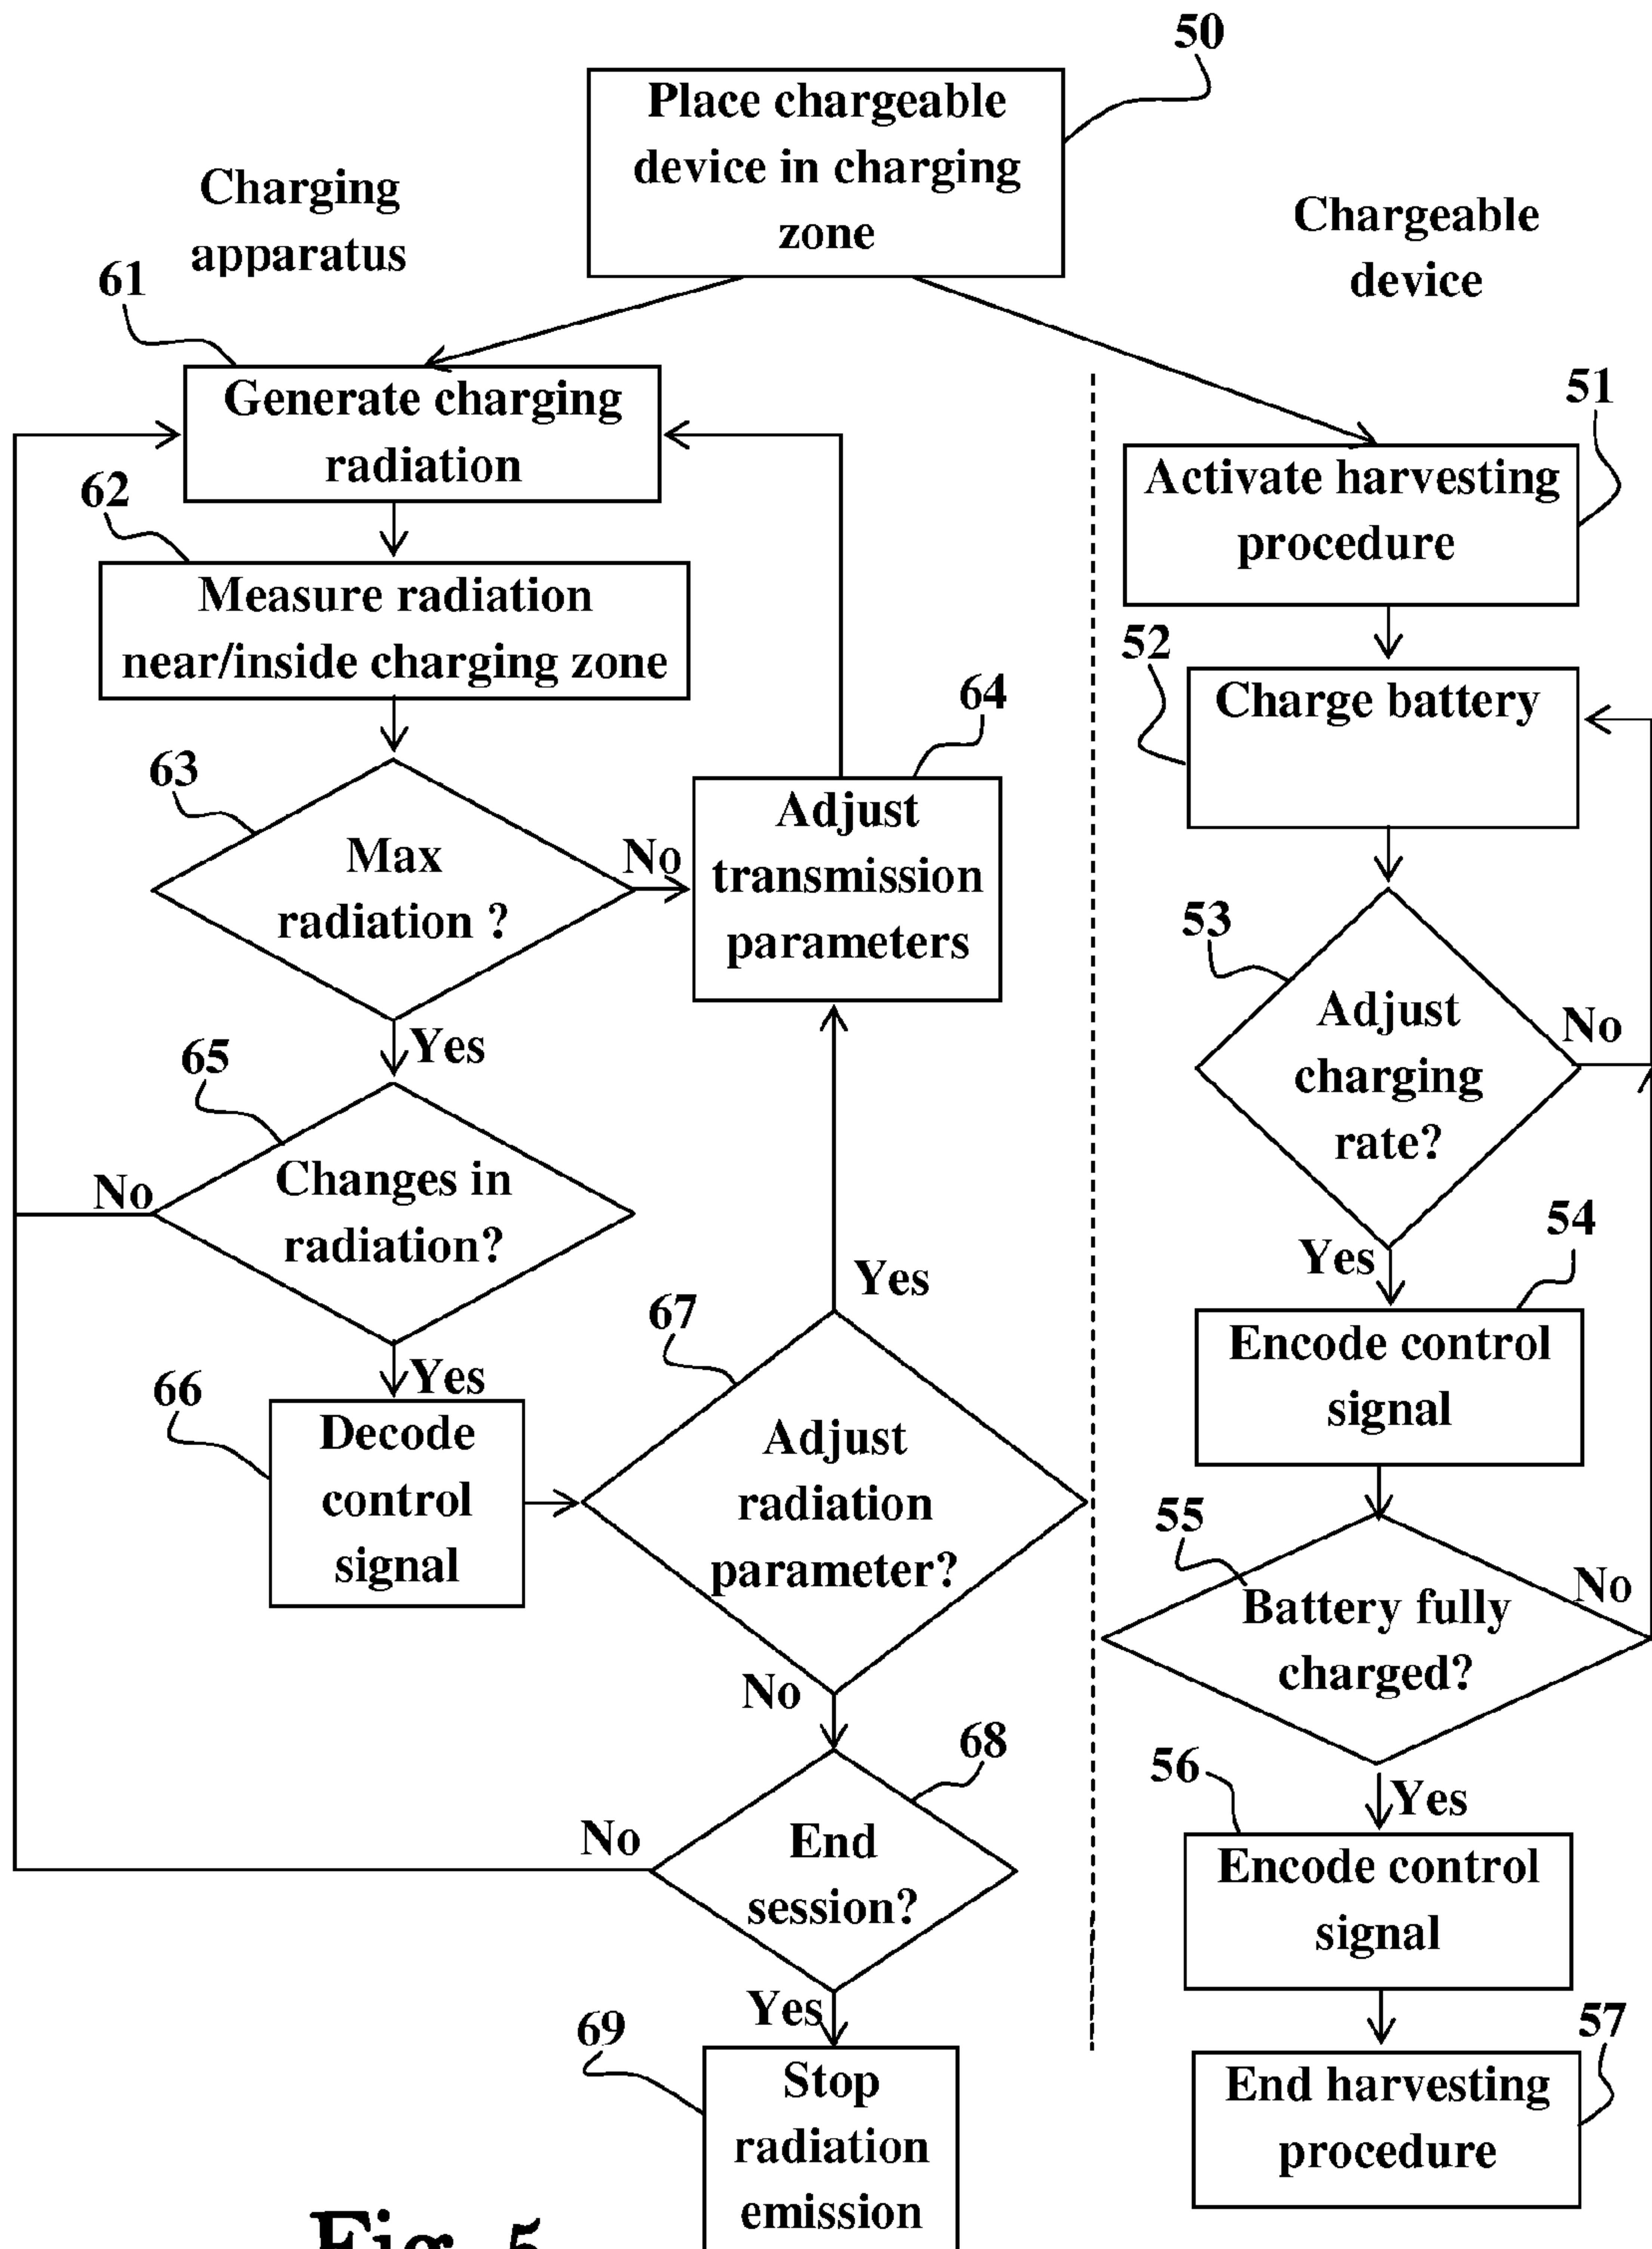 50
Place chargeable
device in charging
zone
Charging
apparatus
Chargeable
device
61
Generate charging
radiation
51
Activate harvesting
procedure
62
Measure radiation
near/inside charging zone
52
Charge battery
63
Max
radiation ?
No
64
Adjust
transmission
parameters
53
Adjust
charging
rate?
No
Yes
65
Changes in
radiation?
No
Yes
54
Encode control
signal
Yes
66
Decode
control
signal
67
Adjust
radiation
parameter?
Yes
No
55
Battery fully
charged?
No
Yes
68
End
session?
No
Yes
56
Encode control
signal
69
Stop
radiation
emission
57
End harvesting
procedure
Fig. 5